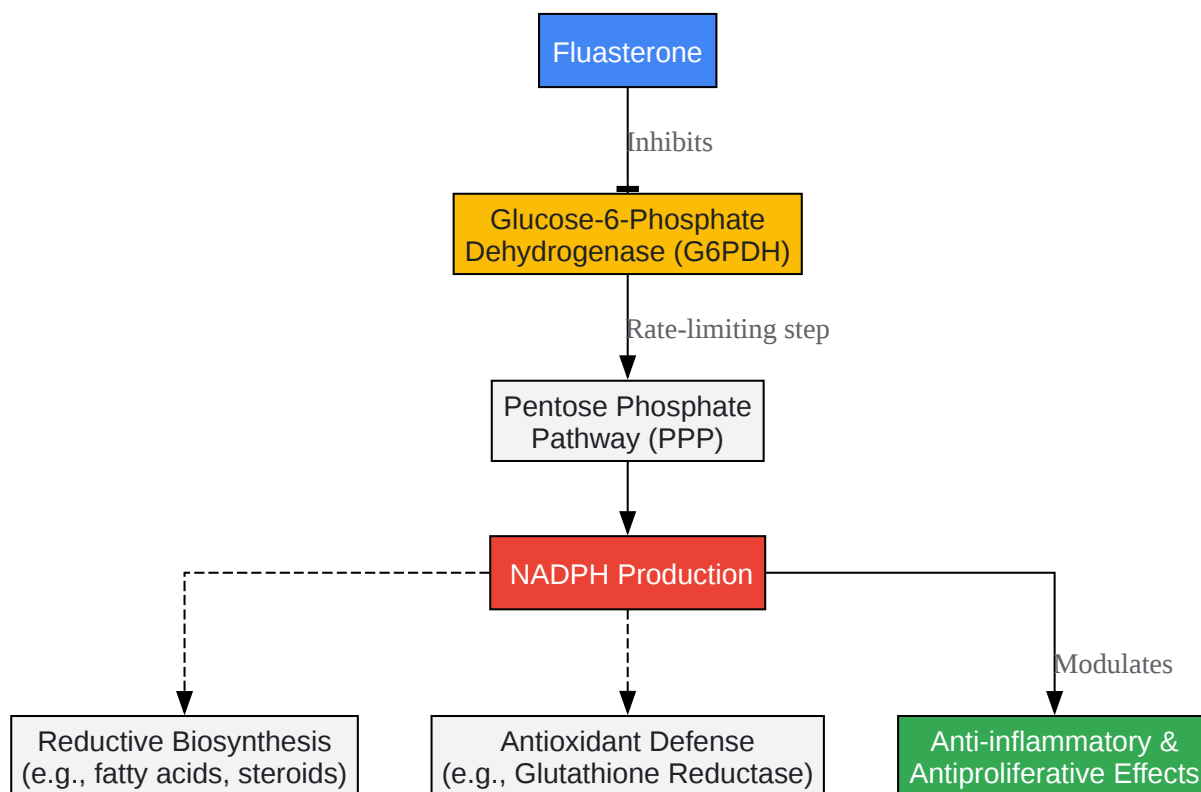 Fluasterone
Inhibits
Glucose-6-Phosphate
Dehydrogenase (G6PDH)
Rate-limiting step
Pentose Phosphate
Pathway (PPP)
NADPH Production
Modulates
Reductive Biosynthesis
(e.g., fatty acids, steroids)
Antioxidant Defense
(e.g., Glutathione Reductase)
Anti-inflammatory &
Antiproliferative Effects